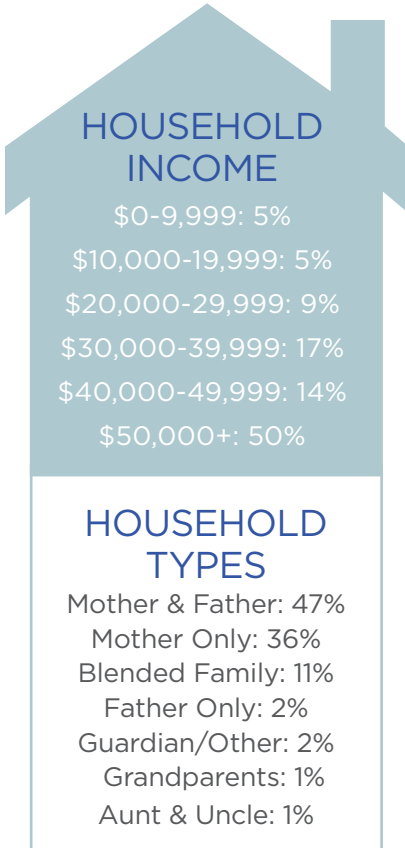 HOUSEHOLD
INCOME
$0-9,999: 5%
$10,000-19,999: 5%
$20,000-29,999: 9%
$30,000-39,999: 17%
$40,000-49,999: 14%
$50,000+: 50%
HOUSEHOLD
TYPES
Mother & Father: 47%
Mother Only: 36%
Blended Family: 11%
Father Only: 2%
Guardian/Other: 2%
Grandparents: 1%
Aunt & Uncle: 1%